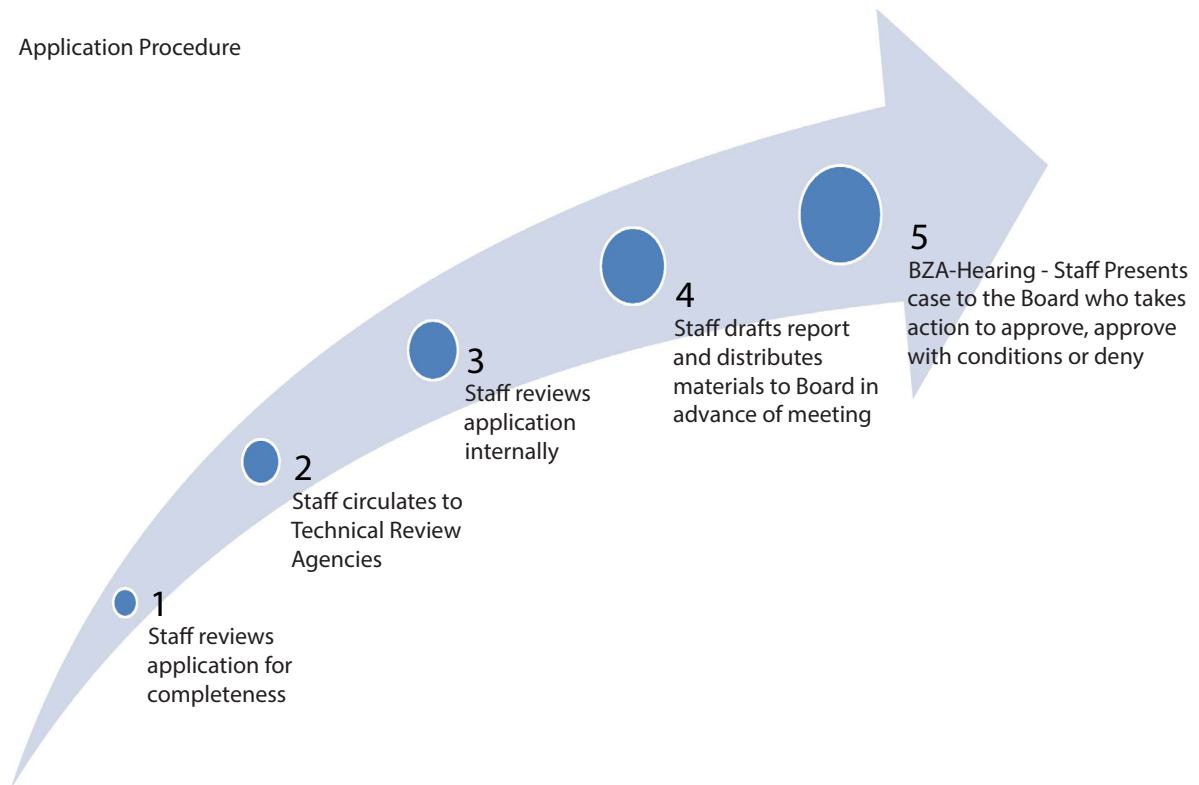 Application Procedure
1
Staff reviews
application for
completeness
2
Staff circulates to
Technical Review
Agencies
3
Staff reviews
application
internally
4
Staff drafts report
and distributes
materials to Board in
advance of meeting
5
BZA-Hearing - Staff Presents
case to the Board who takes
action to approve, approve
with conditions or deny